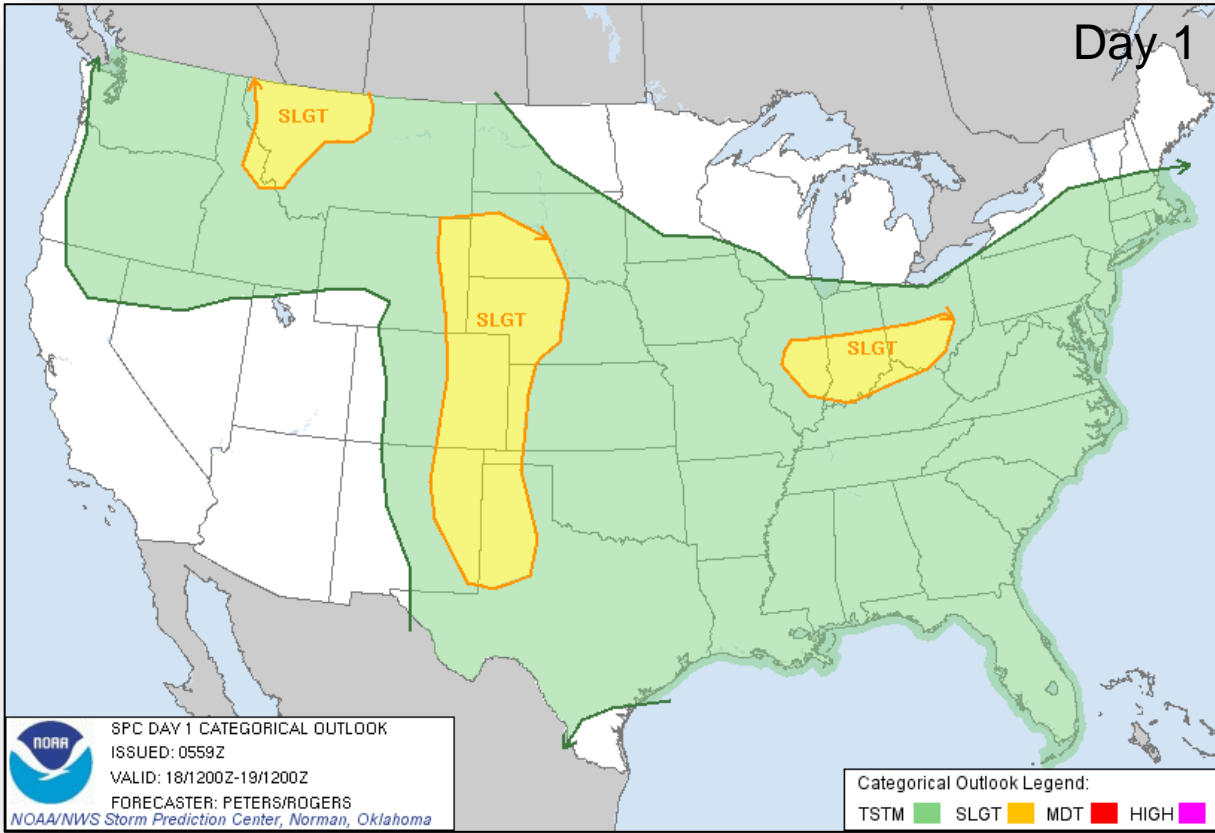 Day 1
SLGT
SLGT
SLGT
NOAA
SPC DAY 1 CATEGORICAL OUTLOOK
ISSUED: 0559Z
VALID: 18/1200Z-19/1200Z
FORECASTER: PETERS/ROGERS
NOAA/NWS Storm Prediction Center, Norman, Oklahoma
Categorical Outlook Legend:
TSTM SLGT MDT HIGH